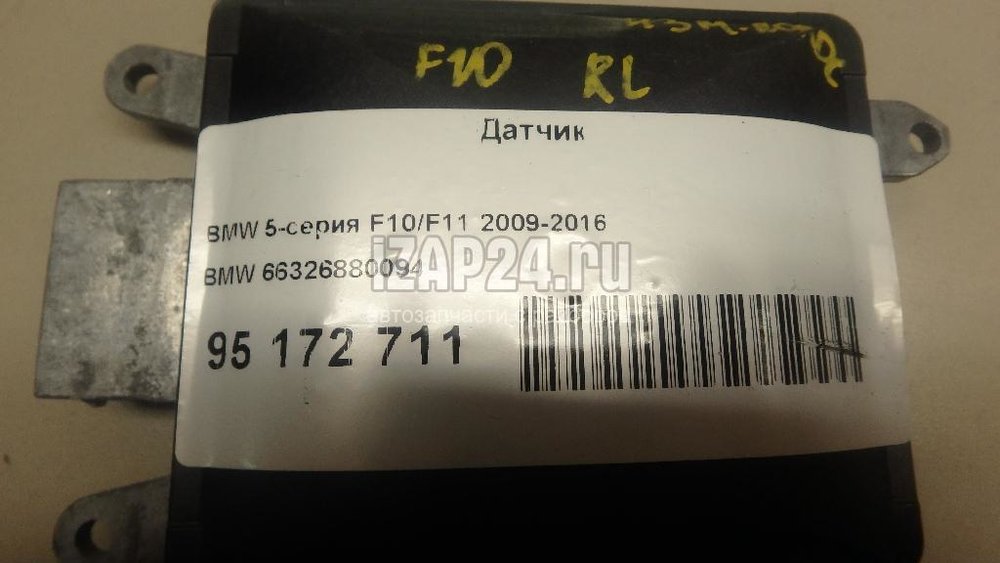 F10 RL
Датчик
BMW 5-серия F10/F11 2009-2016
iZAP24.ru
BMW 66326880094
95 172 711